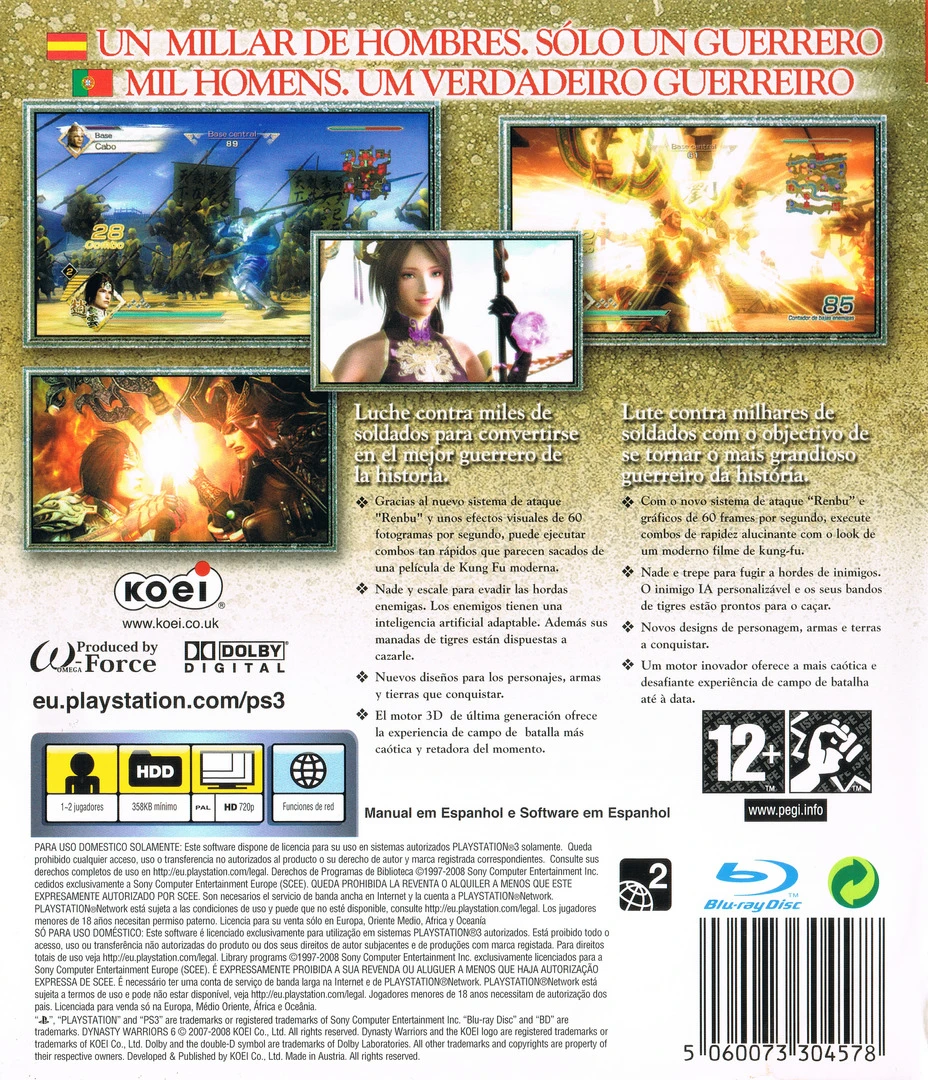 UN MILLAR DE HOMBRES. SÓLO UN GUERRERO
MIL HOMENS. UM VERDADEIRO GUERREIRO
Base
Cabo
Base central
89
28
Combo
2
Base central
61
2
85
Contador de bases enemigas
Luche contra miles de
soldados para convertirse
en el mejor guerrero de
la historia.
❖ Gracias al nuevo sistema de ataque
"Renbu" y unos efectos visuales de 60
fotogramas por segundo, puede ejecutar
combos tan rápidos que parecen sacados de
una película de Kung Fu moderna.
❖ Nade y escale para evadir las hordas
enemigas. Los enemigos tienen una
inteligencia artificial adaptable. Además sus
manadas de tigres están dispuestas a
cazarle.
❖ Nuevos diseños para los personajes, armas
y tierras que conquistar.
❖ El motor 3D de última generación ofrece
la experiencia de campo de batalla más
caótica y retadora del momento.
Lute contra milhares de
soldados com o objectivo de
se tornar o mais grandioso
guerreiro da história.
❖ Com o novo sistema de ataque “Renbu” e
gráficos de 60 frames por segundo, execute
combos de rapidez alucinante com o look de
um moderno filme de kung-fu.
❖ Nade e trepe para fugir a hordes de inimigos.
O inimigo IA personalizável e os seus bandos
de tigres estão prontos para o caçar.
❖ Novos designs de personagem, armas e terras
a conquistar.
❖ Um motor inovador oferece a mais caótica e
desafiante experiência de campo de batalha
até à data.
KOEI®
www.koei.co.uk
Produced by
ω-Force
OMEGA
DOLBY
DIGITAL
eu.playstation.com/ps3
HDD
1–2 jugadores
358KB mínimo
PAL
HD 720p
Funciones de red
12+
™
™
www.pegi.info
Manual em Espanhol e Software em Espanhol
PARA USO DOMESTICO SOLAMENTE: Este software dispone de licencia para su uso en sistemas autorizados PLAYSTATION®3 solamente. Queda
prohibido cualquier acceso, uso o transferencia no autorizados al producto o su derecho de autor y marca registrada correspondientes. Consulte sus
derechos completos de uso en http://eu.playstation.com/legal. Derechos de Programas de Biblioteca ©1997-2008 Sony Computer Entertainment Inc.
cedidos exclusivamente a Sony Computer Entertainment Europe (SCEE). QUEDA PROHIBIDA LA REVENTA O ALQUILER A MENOS QUE ESTE
EXPRESAMENTE AUTORIZADO POR SCEE. Son necesarios el servicio de banda ancha en Internet y la cuenta a PLAYSTATION®Network.
PLAYSTATION®Network está sujeta a las condiciones de uso y puede que no esté disponible, consulte http://eu.playstation.com/legal. Los jugadores
menores de 18 años necesitan permiso paterno. Licencia para su venta sólo en Europa, Oriente Medio, Africa y Oceanía
SÓ PARA USO DOMÉSTICO: Este software é licenciado exclusivamente para utilização em sistemas PLAYSTATION®3 autorizados. Está proibido todo o
acesso, uso ou transferência não autorizadas do produto ou dos seus direitos de autor subjacentes e de produções com marca registada. Para direitos
totais de uso veja http://eu.playstation.com/legal. Library programs ©1997-2008 Sony Computer Entertainment Inc. exclusivamente licenciados para a
Sony Computer Entertainment Europe (SCEE). É EXPRESSAMENTE PROIBIDA A SUA REVENDA OU ALUGUER A MENOS QUE HAJA AUTORIZAÇÃO
EXPRESSA DE SCEE. É necessário ter uma conta de serviço de banda larga na Internet e de PLAYSTATION®Network. PLAYSTATION®Network está
sujeita a termos de uso e pode não estar disponível, veja http://eu.playstation.com/legal. Jogadores menores de 18 anos necessitam de autorização dos
pais. Licenciada para venda só na Europa, Médio Oriente, África e Oceânia.
“ ”, “PLAYSTATION” and “PS3” are trademarks or registered trademarks of Sony Computer Entertainment Inc. “Blu-ray Disc” and “BD” are
trademarks. DYNASTY WARRIORS 6 © 2007-2008 KOEI Co., Ltd. All rights reserved. Dynasty Warriors and the KOEI logo are registered trademarks or
trademarks of KOEI Co., Ltd. Dolby and the double-D symbol are trademarks of Dolby Laboratories. All other trademarks and copyrights are property of
their respective owners. Developed & Published by KOEI Co., Ltd. Made in Austria. All rights reserved.
2
Blu-ray Disc
5 060073 304578